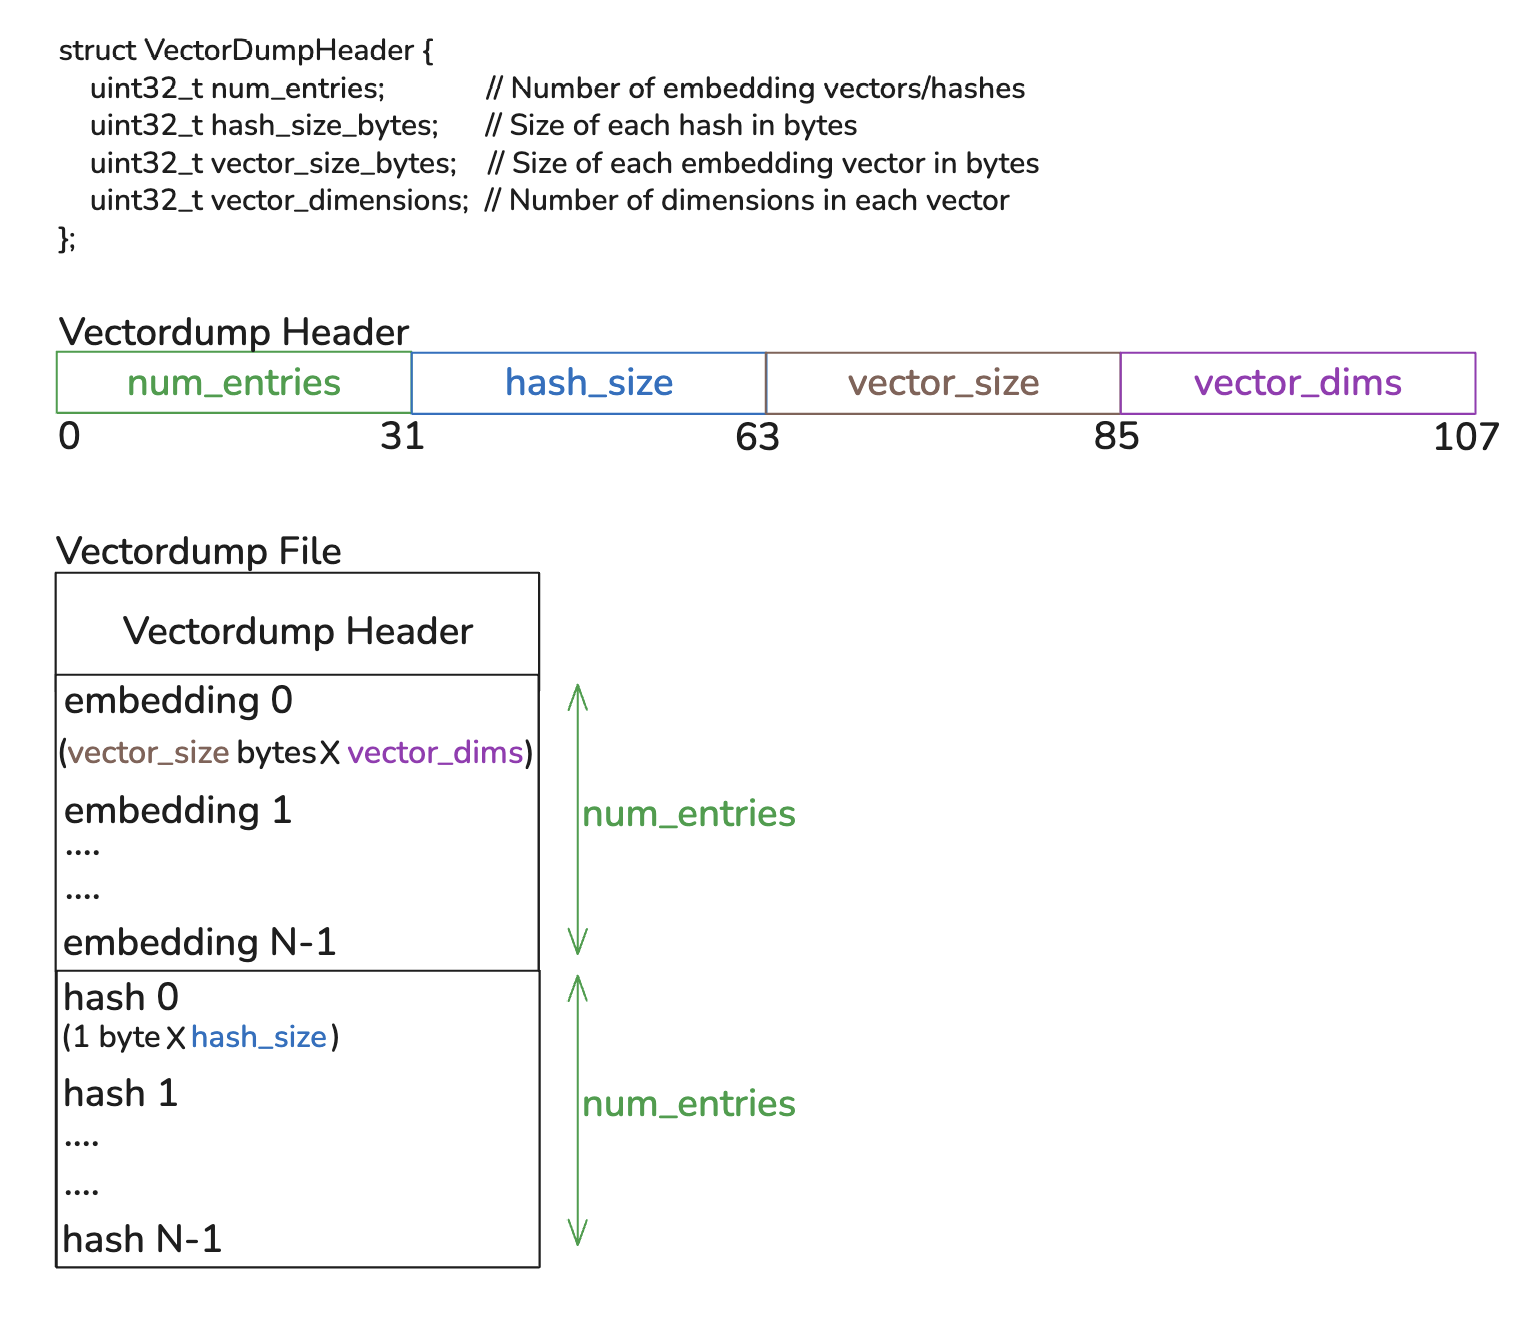 struct VectorDumpHeader {
uint32_t num_entries; // Number of embedding vectors/hashes
uint32_t hash_size_bytes; // Size of each hash in bytes
uint32_t vector_size_bytes; // Size of each embedding vector in bytes
uint32_t vector_dimensions; // Number of dimensions in each vector
};
Vectordump Header
num_entries hash_size vector_size vector_dims
0 31 63 85 107
Vectordump File
Vectordump Header
embedding 0
(vector_size bytes X vector_dims)
embedding 1
....
num_entries
....
embedding N-1
hash 0
(1 byte X hash_size)
hash 1
num_entries
....
....
hash N-1